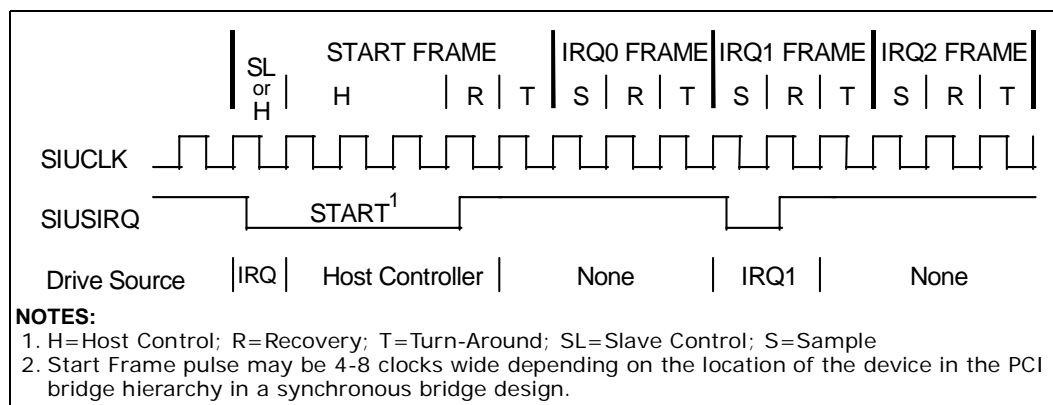 START FRAME IRQ0 FRAME IRQ1 FRAME IRQ2 FRAME
SL
or
H
H R T S R T S R T S R T
SIUCLK
SIUSIRQ START1
Drive Source IRQ Host Controller None IRQ1 None
NOTES:
1. H=Host Control; R=Recovery; T=Turn-Around; SL=Slave Control; S=Sample
2. Start Frame pulse may be 4-8 clocks wide depending on the location of the device in the PCI
bridge hierarchy in a synchronous bridge design.